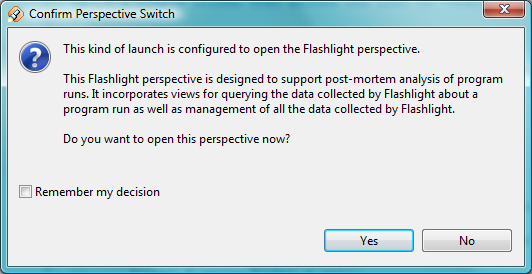 Confirm Perspective Switch
This kind of launch is configured to open the Flashlight perspective.
This Flashlight perspective is designed to support post-mortem analysis of program
runs. It incorporates views for querying the data collected by Flashlight about a
program run as well as management of all the data collected by Flashlight.
Do you want to open this perspective now?
Remember my decision
Yes
No